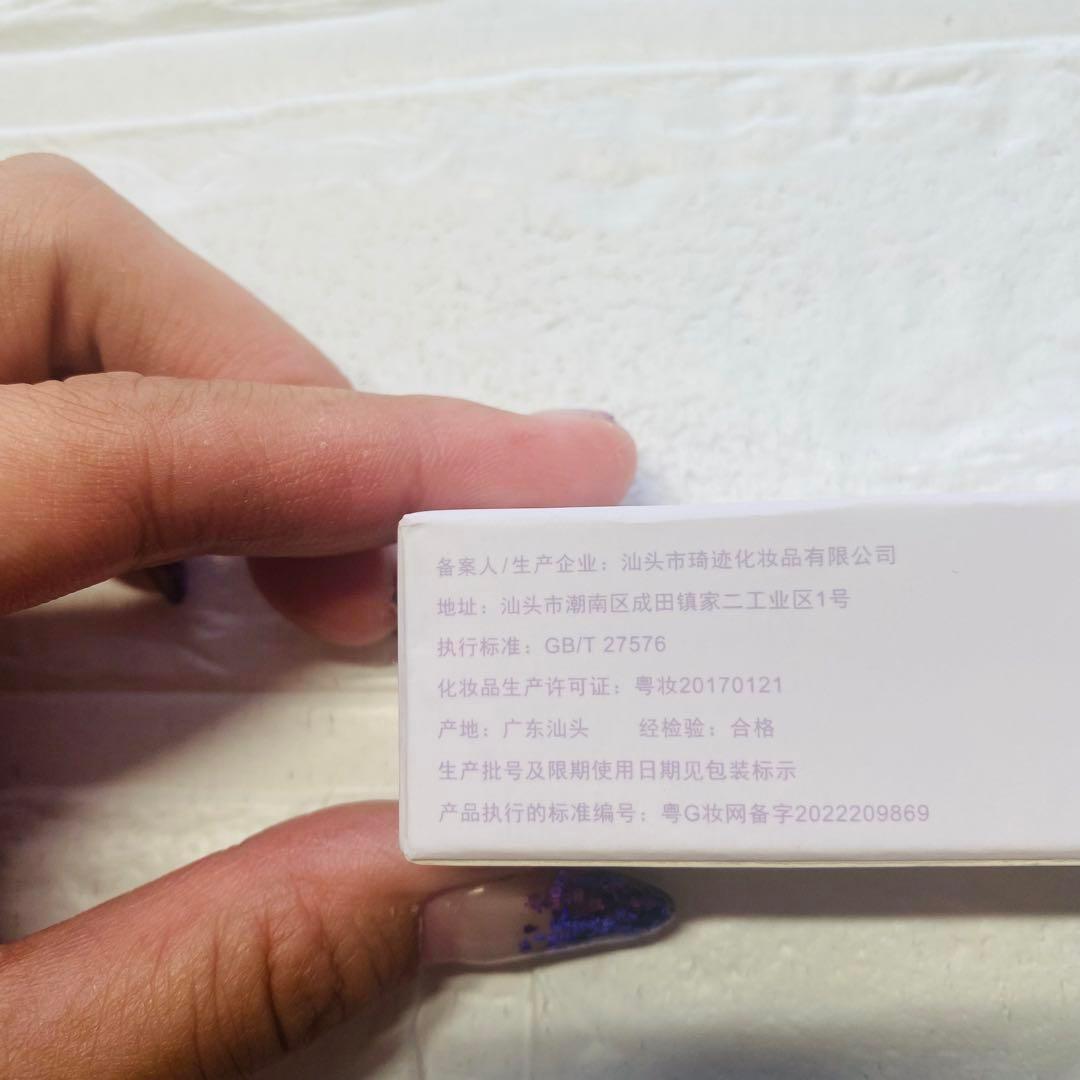 备案人/生产企业：汕头市琦迹化妆品有限公司
地址：汕头市潮南区成田镇家二工业区1号
执行标准：GB/T 27576
化妆品生产许可证：粤妆20170121
产地：广东汕头 经检验：合格
生产批号及限期使用日期见包装标示
产品执行的标准编号：粤G妆网备字2022209869